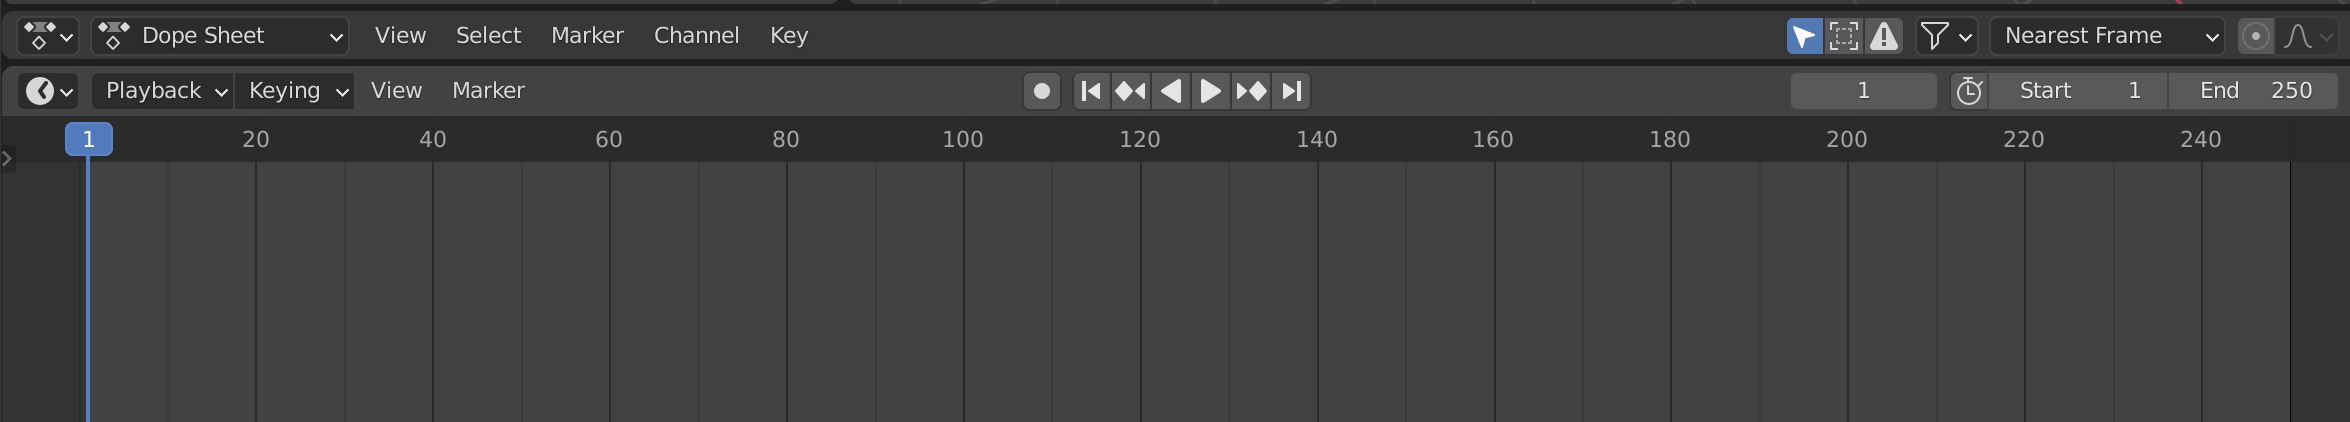 Dope Sheet View Select Marker Channel Key Nearest Frame
Playback Keying View Marker 1 Start 1 End 250
1 20 40 60 80 100 120 140 160 180 200 220 240